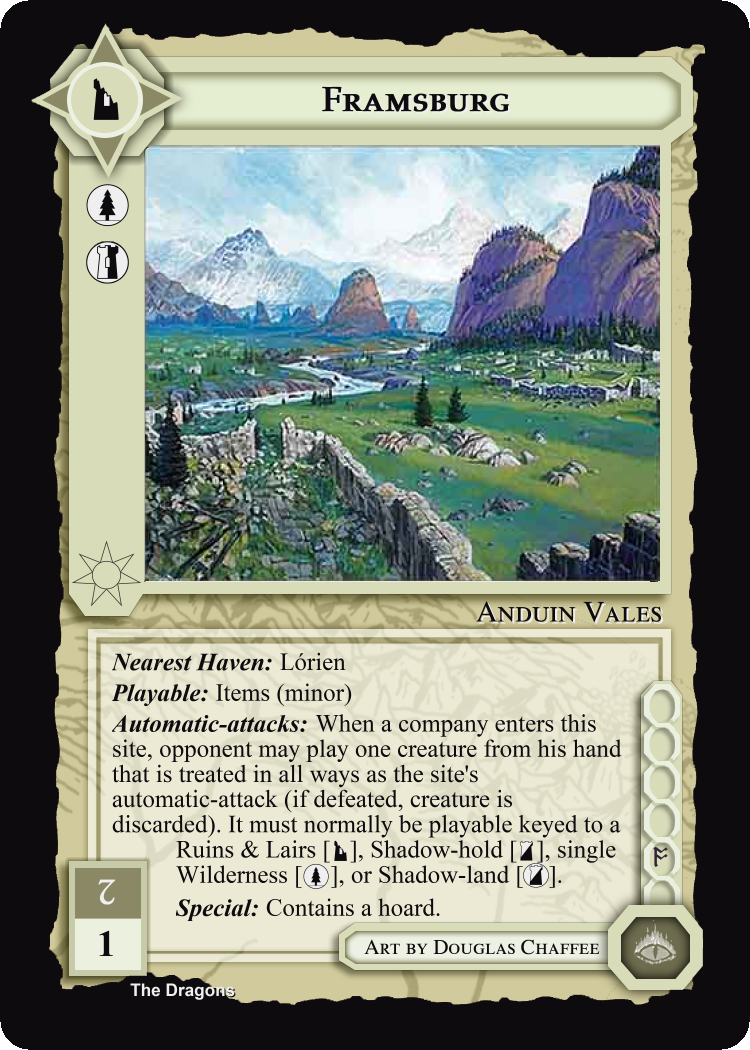 Framsburg
Anduin Vales
Nearest Haven: Lórien
Playable: Items (minor)
Automatic-attacks: When a company enters this
site, opponent may play one creature from his hand
that is treated in all ways as the site's
automatic-attack (if defeated, creature is
discarded). It must normally be playable keyed to a
Ruins & Lairs [], Shadow-hold [], single
Wilderness [], or Shadow-land [].
Special: Contains a hoard.
1
Art by Douglas Chaffee
The Dragons